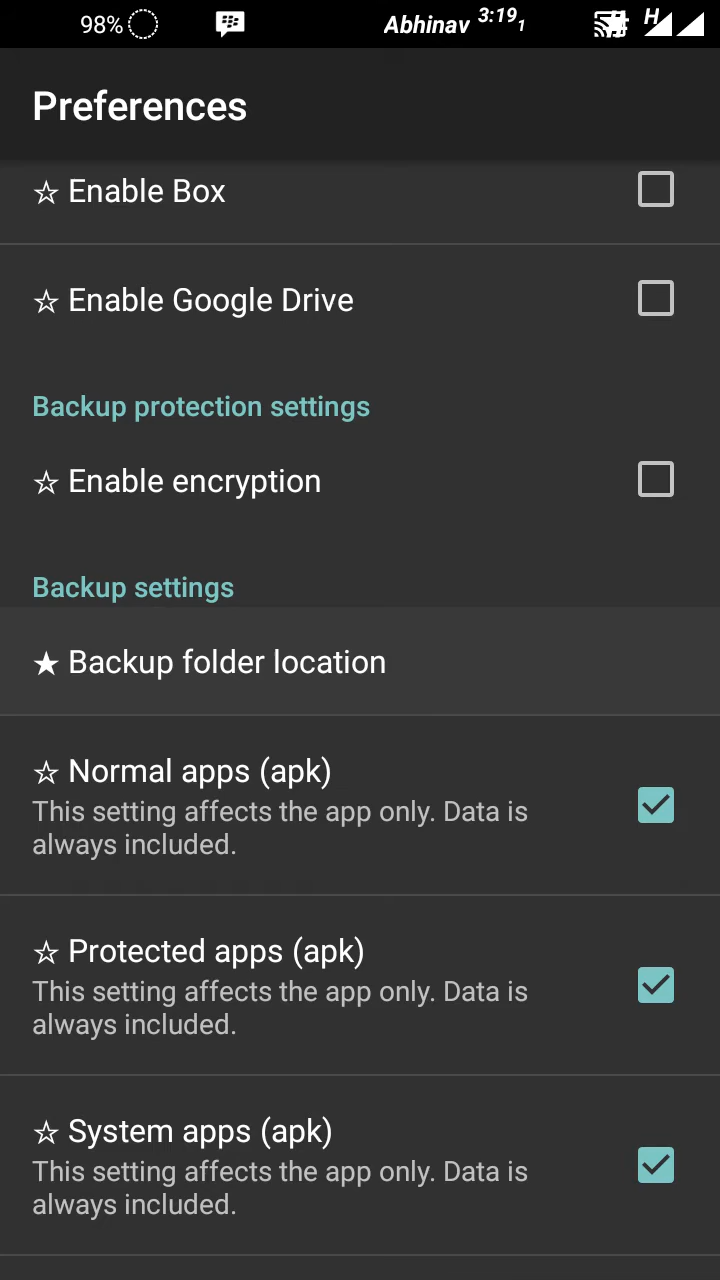 98% Abhinav 3:19 1 H
Preferences
☆ Enable Box
☆ Enable Google Drive
Backup protection settings
☆ Enable encryption
Backup settings
★ Backup folder location
☆ Normal apps (apk)
This setting affects the app only. Data is
always included.
☆ Protected apps (apk)
This setting affects the app only. Data is
always included.
☆ System apps (apk)
This setting affects the app only. Data is
always included.